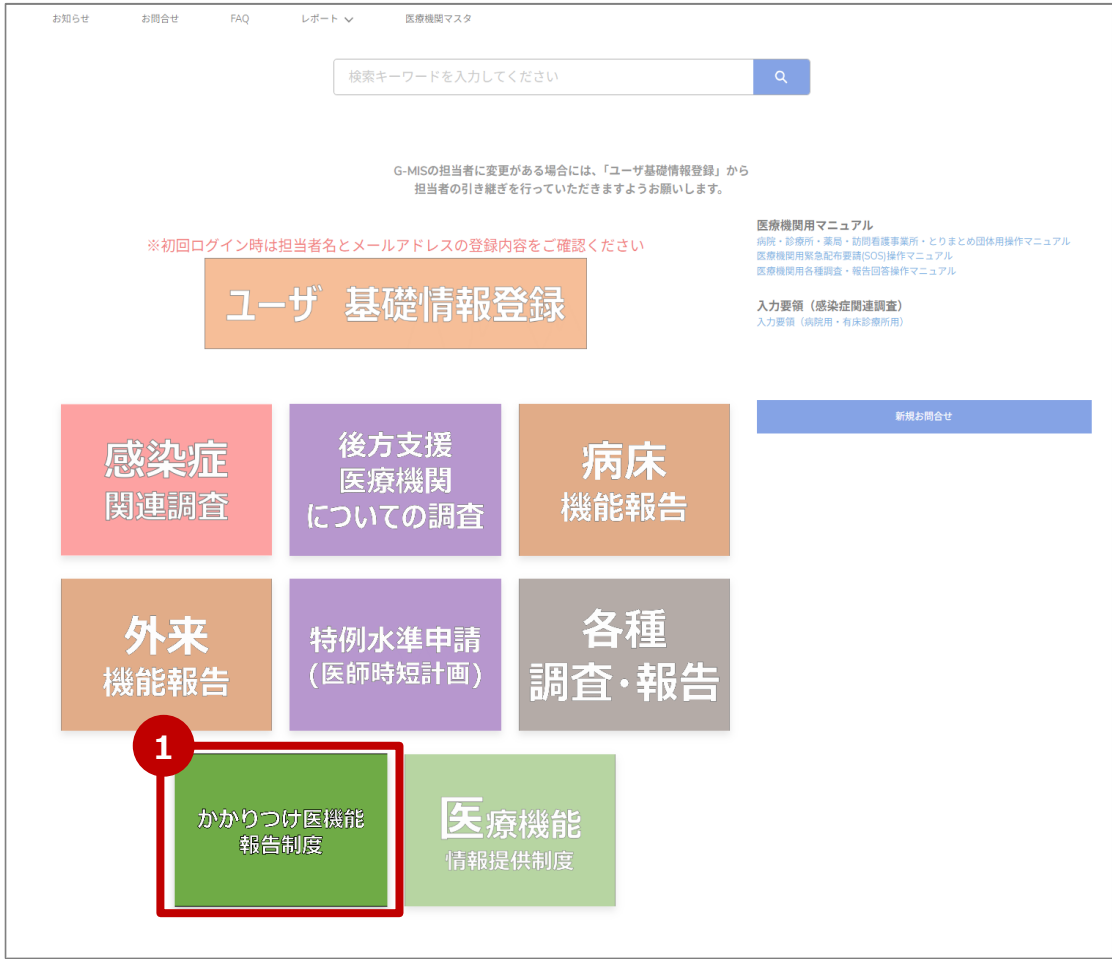 お知らせ お問合せ FAQ レポート 医療機関マスタ
検索キーワードを入力してください
G-MISの担当者に変更がある場合には、「ユーザ基礎情報登録」から
担当者の引き継ぎを行っていただきますようお願いします。
※初回ログイン時は担当者名とメールアドレスの登録内容をご確認ください
ユーザ 基礎情報登録
医療機関用マニュアル
病院・診療所・薬局・訪問看護事業所・とりまとめ団体用操作マニュアル
医療機関用緊急配布要請(SOS)操作マニュアル
医療機関用各種調査・報告回答操作マニュアル
入力要領（感染症関連調査）
入力要領（病院用・有床診療所用）
新規お問合せ
感染症
関連調査
後方支援
医療機関
についての調査
病床
機能報告
外来
機能報告
特例水準申請
(医師時短計画)
各種
調査・報告
1
かかりつけ医機能
報告制度
医療機能
情報提供制度